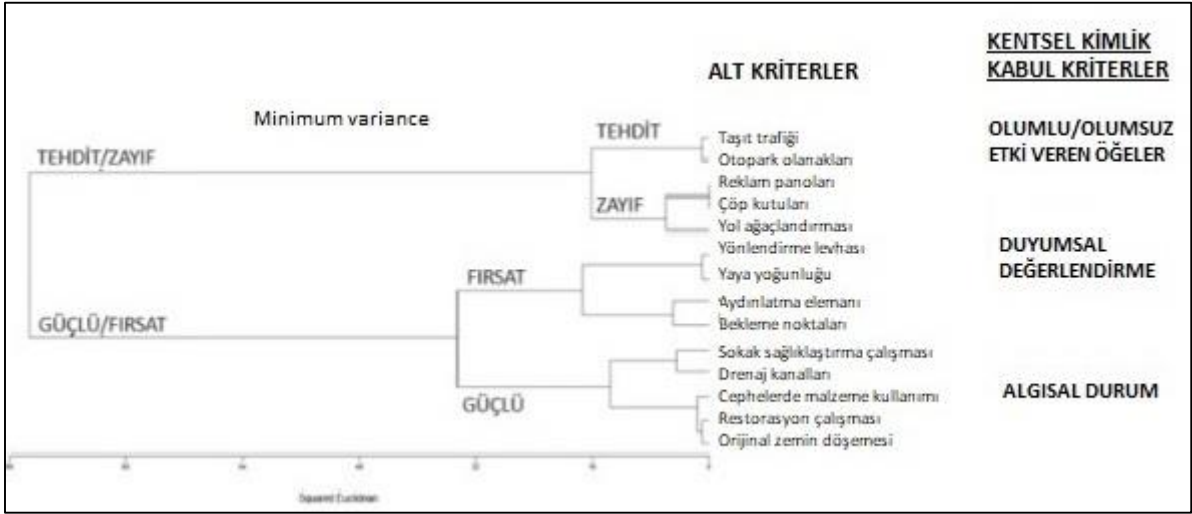 KENTSEL KİMLİK
KABUL KRİTERLER
ALT KRİTERLER
Minimum variance
TEHDİT/ZAYIF
TEHDİT
ZAYIF
Taşıt trafiği
Otopark olanakları
Reklam panoları
Çöp kutuları
Yol ağaçlandırması
OLUMLU/OLUMSUZ
ETKİ VEREN ÖĞELER
GÜÇLÜ/FIRSAT
FIRSAT
Yönlendirme levhası
Yaya yoğunluğu
Aydınlatma elemanı
Bekleme noktaları
DUYUMSAL
DEĞERLENDİRME
GÜÇLÜ
Sokak sağlıklaştırma çalışması
Drenaj kanalları
Cephelerde malzeme kullanımı
Restorasyon çalışması
Orijinal zemin döşemesi
ALGISAL DURUM
Squared Euclidean